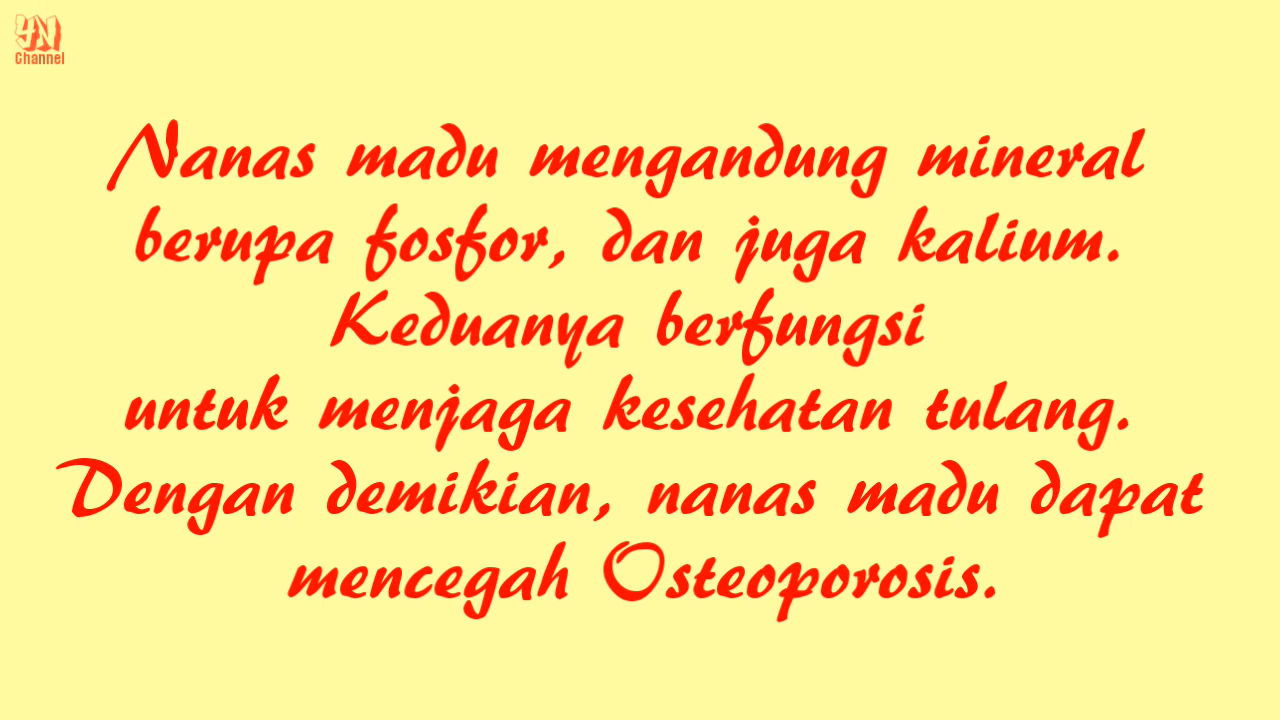 YN
Channel
Nanas madu mengandung mineral
berupa fosfor, dan juga kalium.
Keduanya berfungsi
untuk menjaga kesehatan tulang.
Dengan demikian, nanas madu dapat
mencegah Osteoporosis.